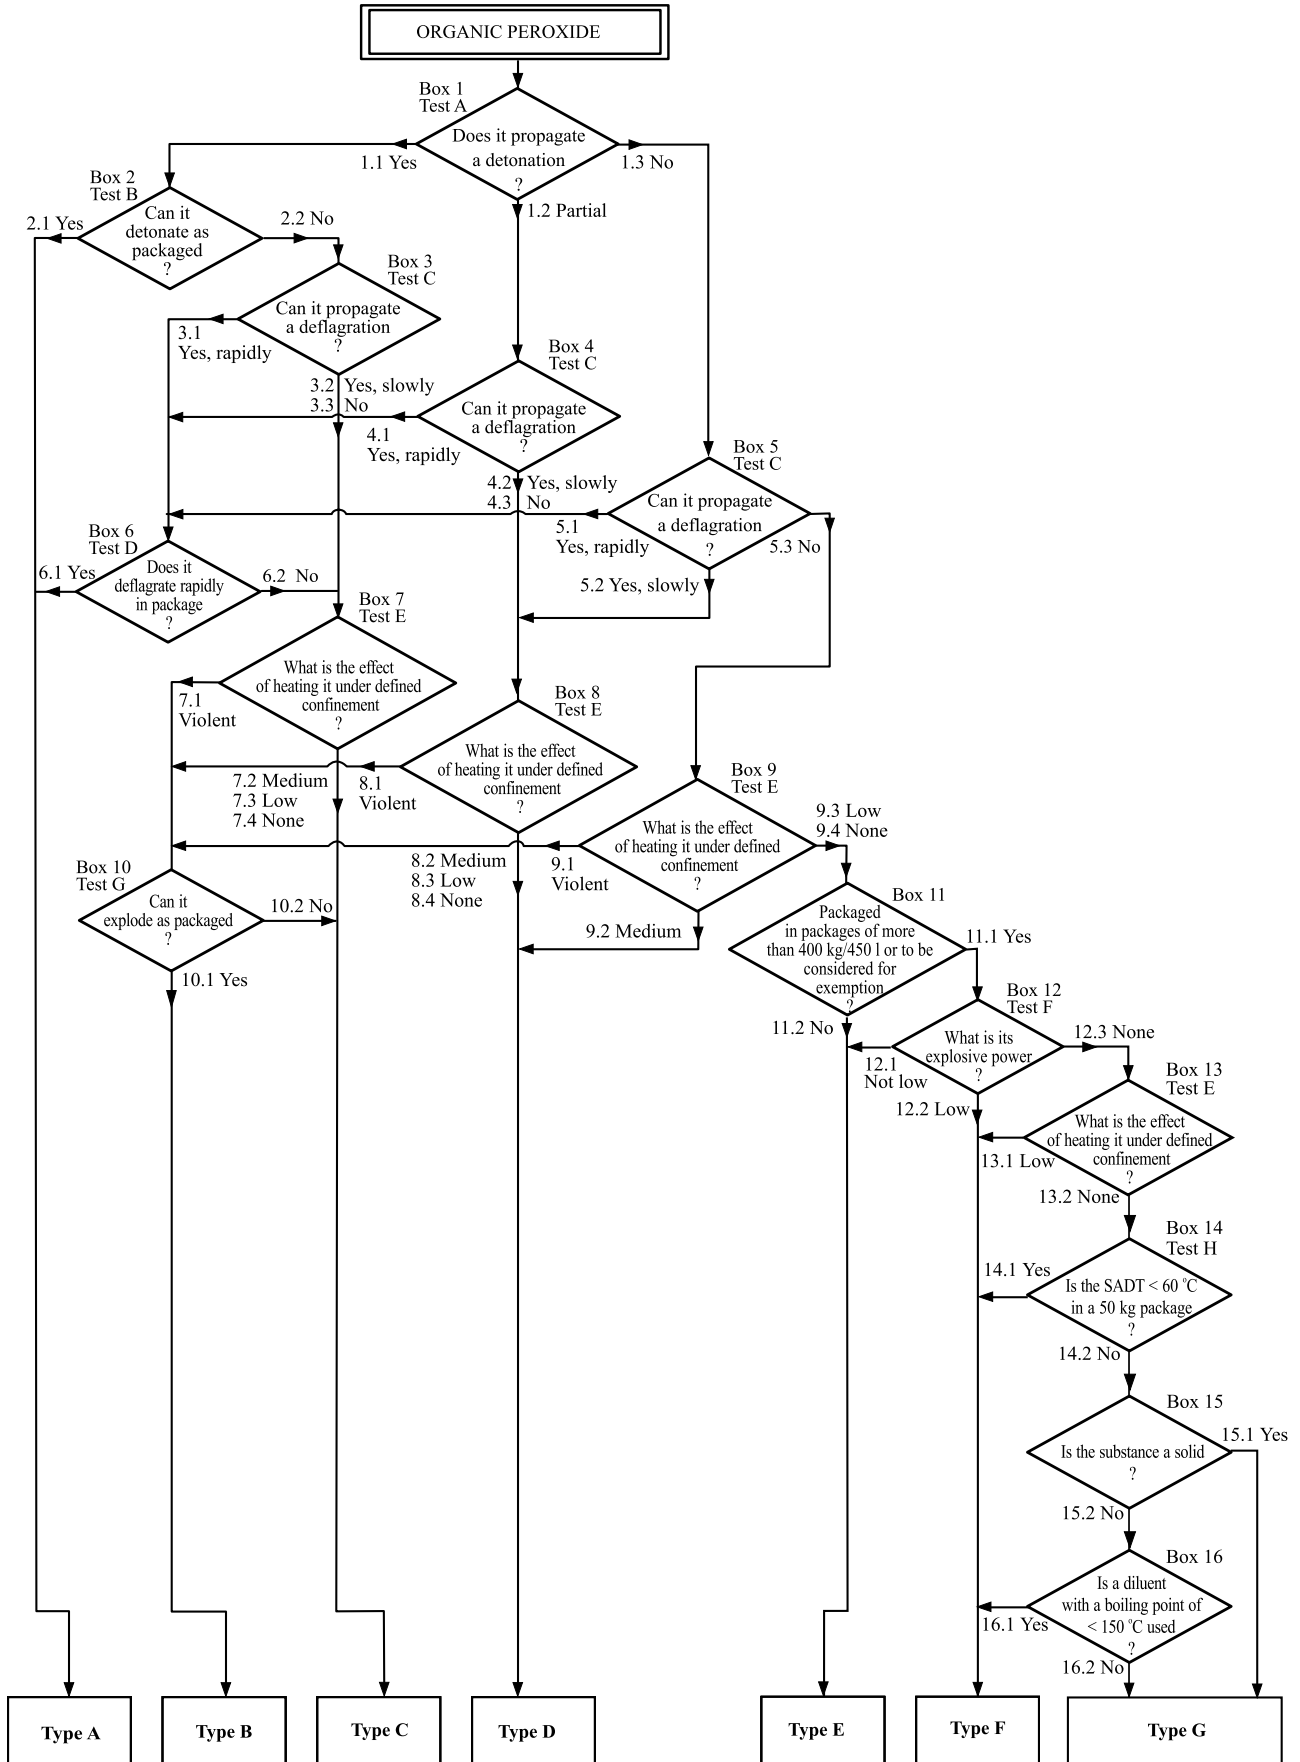 ORGANIC PEROXIDE
Box 1
Test A
Does it propagate
a detonation
?
1.1 Yes
1.3 No
1.2 Partial
Box 2
Test B
Can it
detonate as
packaged
?
2.1 Yes
2.2 No
Box 3
Test C
Can it propagate
a deflagration
?
3.1
Yes, rapidly
3.2 Yes, slowly
3.3 No
Box 4
Test C
Can it propagate
a deflagration
?
4.1
Yes, rapidly
4.2 Yes, slowly
4.3 No
Box 5
Test C
Can it propagate
a deflagration
?
5.1
Yes, rapidly
5.3 No
5.2 Yes, slowly
Box 6
Test D
Does it
deflagrate rapidly
in package
?
6.1 Yes
6.2 No
Box 7
Test E
What is the effect
of heating it under defined
confinement
?
7.1
Violent
7.2 Medium
7.3 Low
7.4 None
Box 8
Test E
What is the effect
of heating it under defined
confinement
?
8.1
Violent
8.2 Medium
8.3 Low
8.4 None
Box 9
Test E
What is the effect
of heating it under defined
confinement
?
9.1
Violent
9.2 Medium
9.3 Low
9.4 None
Box 10
Test G
Can it
explode as packaged
?
10.2 No
10.1 Yes
Box 11
Packaged
in packages of more
than 400 kg/450 l or to be
considered for
exemption
?
11.1 Yes
11.2 No
Box 12
Test F
What is its
explosive power
?
12.1
Not low
12.2 Low
12.3 None
Box 13
Test E
What is the effect
of heating it under defined
confinement
?
13.1 Low
13.2 None
Box 14
Test H
Is the SADT < 60 °C
in a 50 kg package
?
14.1 Yes
14.2 No
Box 15
Is the substance a solid
?
15.1 Yes
15.2 No
Box 16
Is a diluent
with a boiling point of
< 150 °C used
?
16.1 Yes
16.2 No
Type A
Type B
Type C
Type D
Type E
Type F
Type G